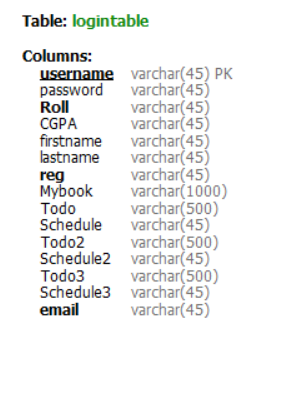 Table: logintable
Columns:
username varchar(45) PK
password varchar(45)
Roll varchar(45)
CGPA varchar(45)
firstname varchar(45)
lastname varchar(45)
reg varchar(45)
Mybook varchar(1000)
Todo varchar(500)
Schedule varchar(45)
Todo2 varchar(500)
Schedule2 varchar(45)
Todo3 varchar(500)
Schedule3 varchar(45)
email varchar(45)